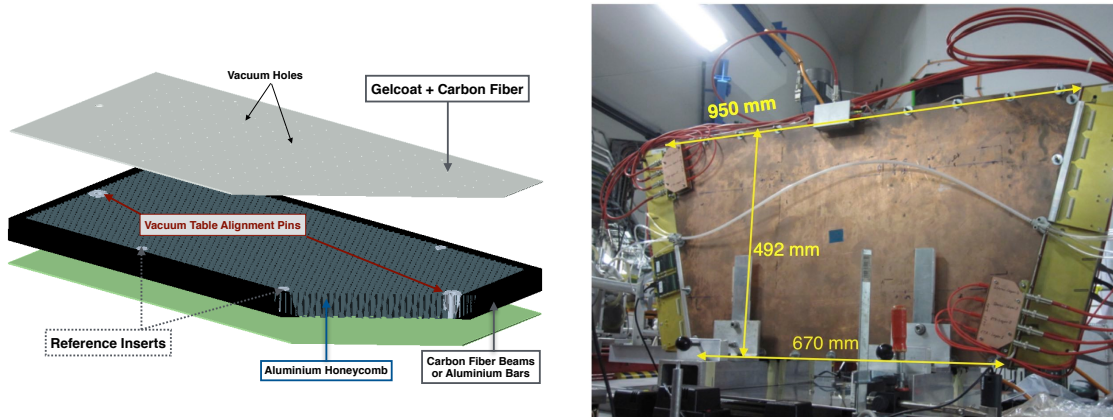 Vacuum Holes
Gelcoat + Carbon Fiber
Vacuum Table Alignment Pins
Reference Inserts
Aluminium Honeycomb
Carbon Fiber Beams
or Aluminium Bars
950 mm
492 mm
670 mm